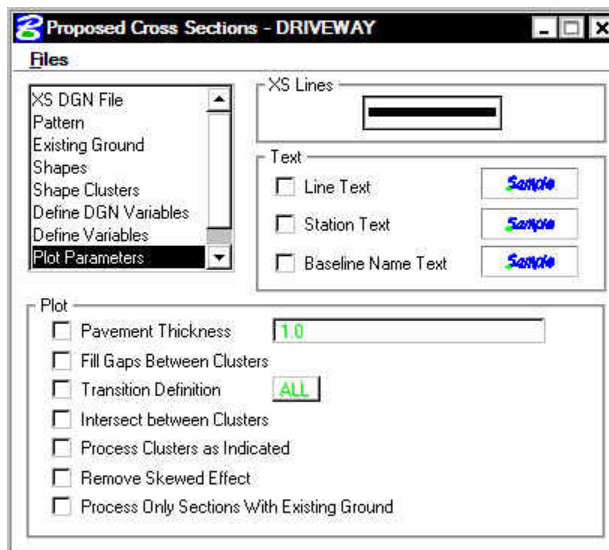 Proposed Cross Sections - DRIVEWAY
Files
XS DGN File
Pattern
Existing Ground
Shapes
Shape Clusters
Define DGN Variables
Define Variables
Plot Parameters
XS Lines
Text
Line Text Sample
Station Text Sample
Baseline Name Text Sample
Plot
Pavement Thickness 1.0
Fill Gaps Between Clusters
Transition Definition ALL
Intersect between Clusters
Process Clusters as Indicated
Remove Skewed Effect
Process Only Sections With Existing Ground